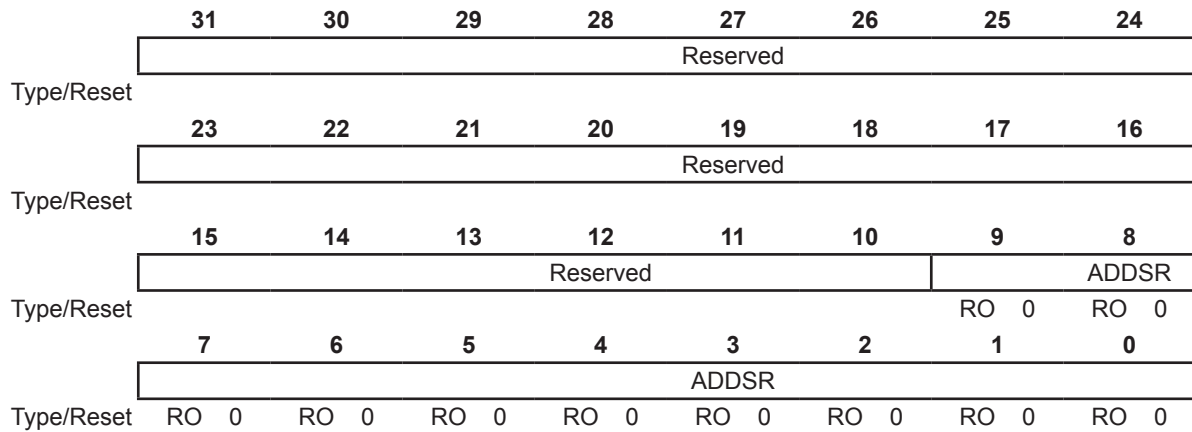 31 30 29 28 27 26 25 24
Reserved
Type/Reset
23 22 21 20 19 18 17 16
Reserved
Type/Reset
15 14 13 12 11 10 9 8
Reserved ADDSR
Type/Reset RO 0 RO 0
7 6 5 4 3 2 1 0
ADDSR
Type/Reset RO 0 RO 0 RO 0 RO 0 RO 0 RO 0 RO 0 RO 0